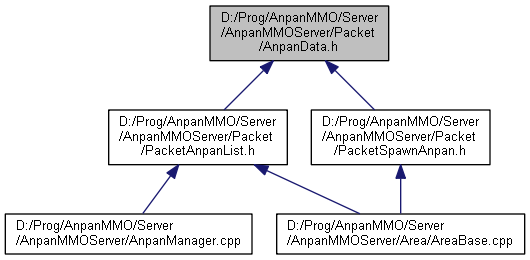 D:/Prog/AnpanMMO/Server
/AnpanMMOServer/Packet
/AnpanData.h
D:/Prog/AnpanMMO/Server
/AnpanMMOServer/Packet
/PacketAnpanList.h
D:/Prog/AnpanMMO/Server
/AnpanMMOServer/Packet
/PacketSpawnAnpan.h
D:/Prog/AnpanMMO/Server
/AnpanMMOServer/AnpanManager.cpp
D:/Prog/AnpanMMO/Server
/AnpanMMOServer/Area/AreaBase.cpp